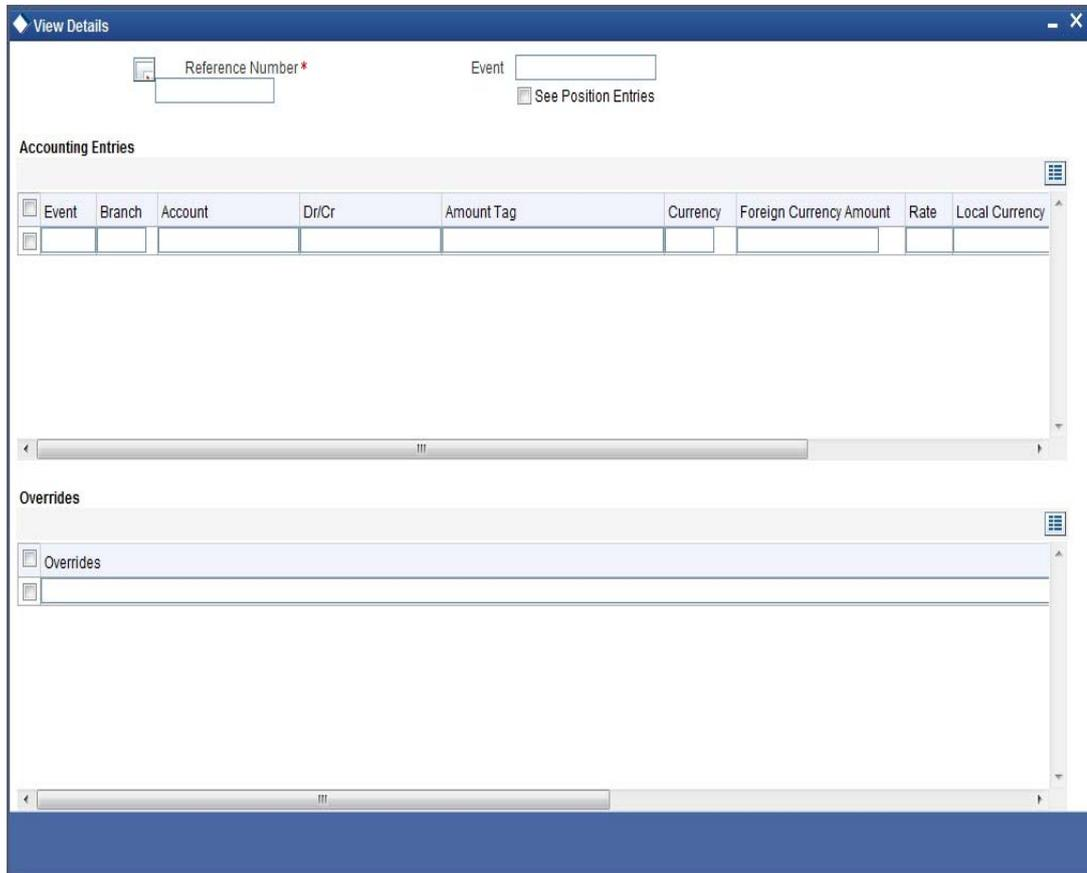 View Details
Reference Number *
Event
See Position Entries
Accounting Entries
Event Branch Account Dr/Cr Amount Tag Currency Foreign Currency Amount Rate Local Currency
Overrides
Overrides